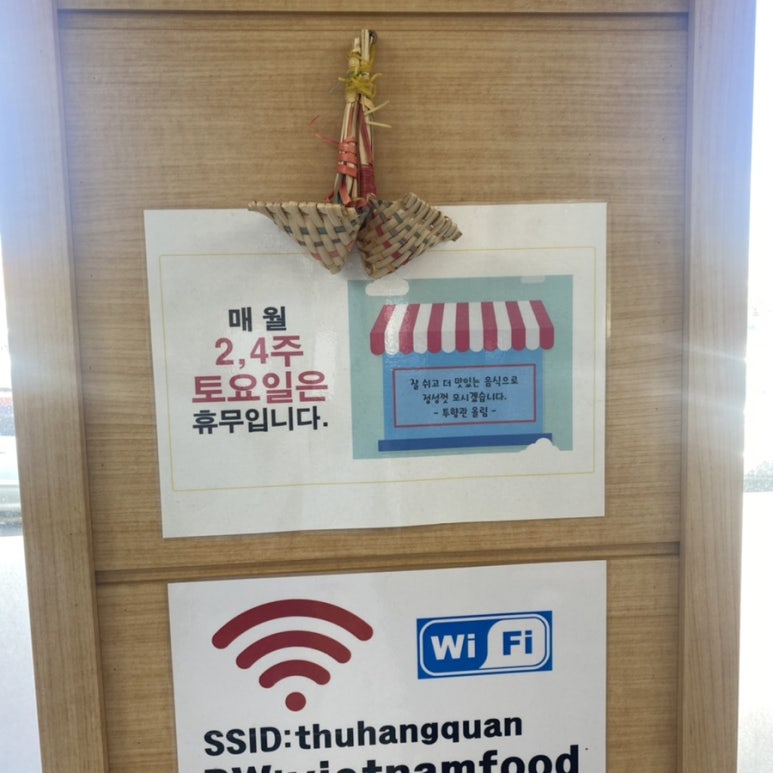 매 월
2,4주
토요일은
휴무입니다.
잘 쉬고 더 맛있는 음식으로
정성껏 모시겠습니다.
- 투항관 올림 -
Wi Fi
SSID:thuhangquan
PW:vietnamfood